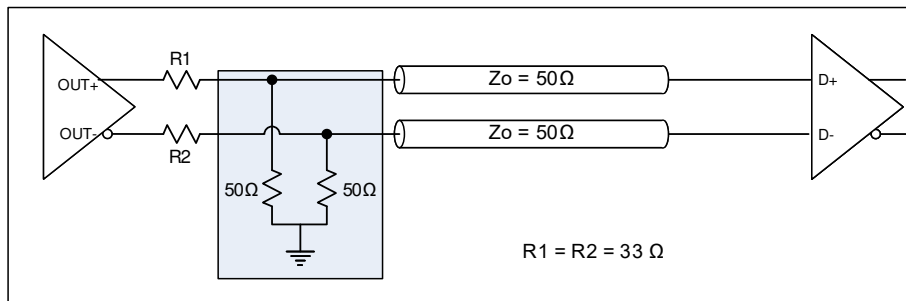 R1
OUT+
Zo = 50Ω
D+
OUT-
Zo = 50Ω
D-
R2
50Ω
50Ω
R1 = R2 = 33 Ω